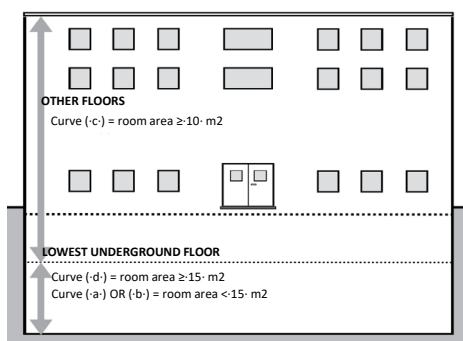 OTHER FLOORS
Curve (·c·) = room area ≥·10· m2
LOWEST UNDERGROUND FLOOR
Curve (·d·) = room area ≥·15· m2
Curve (·a·) OR (·b·) = room area <·15· m2